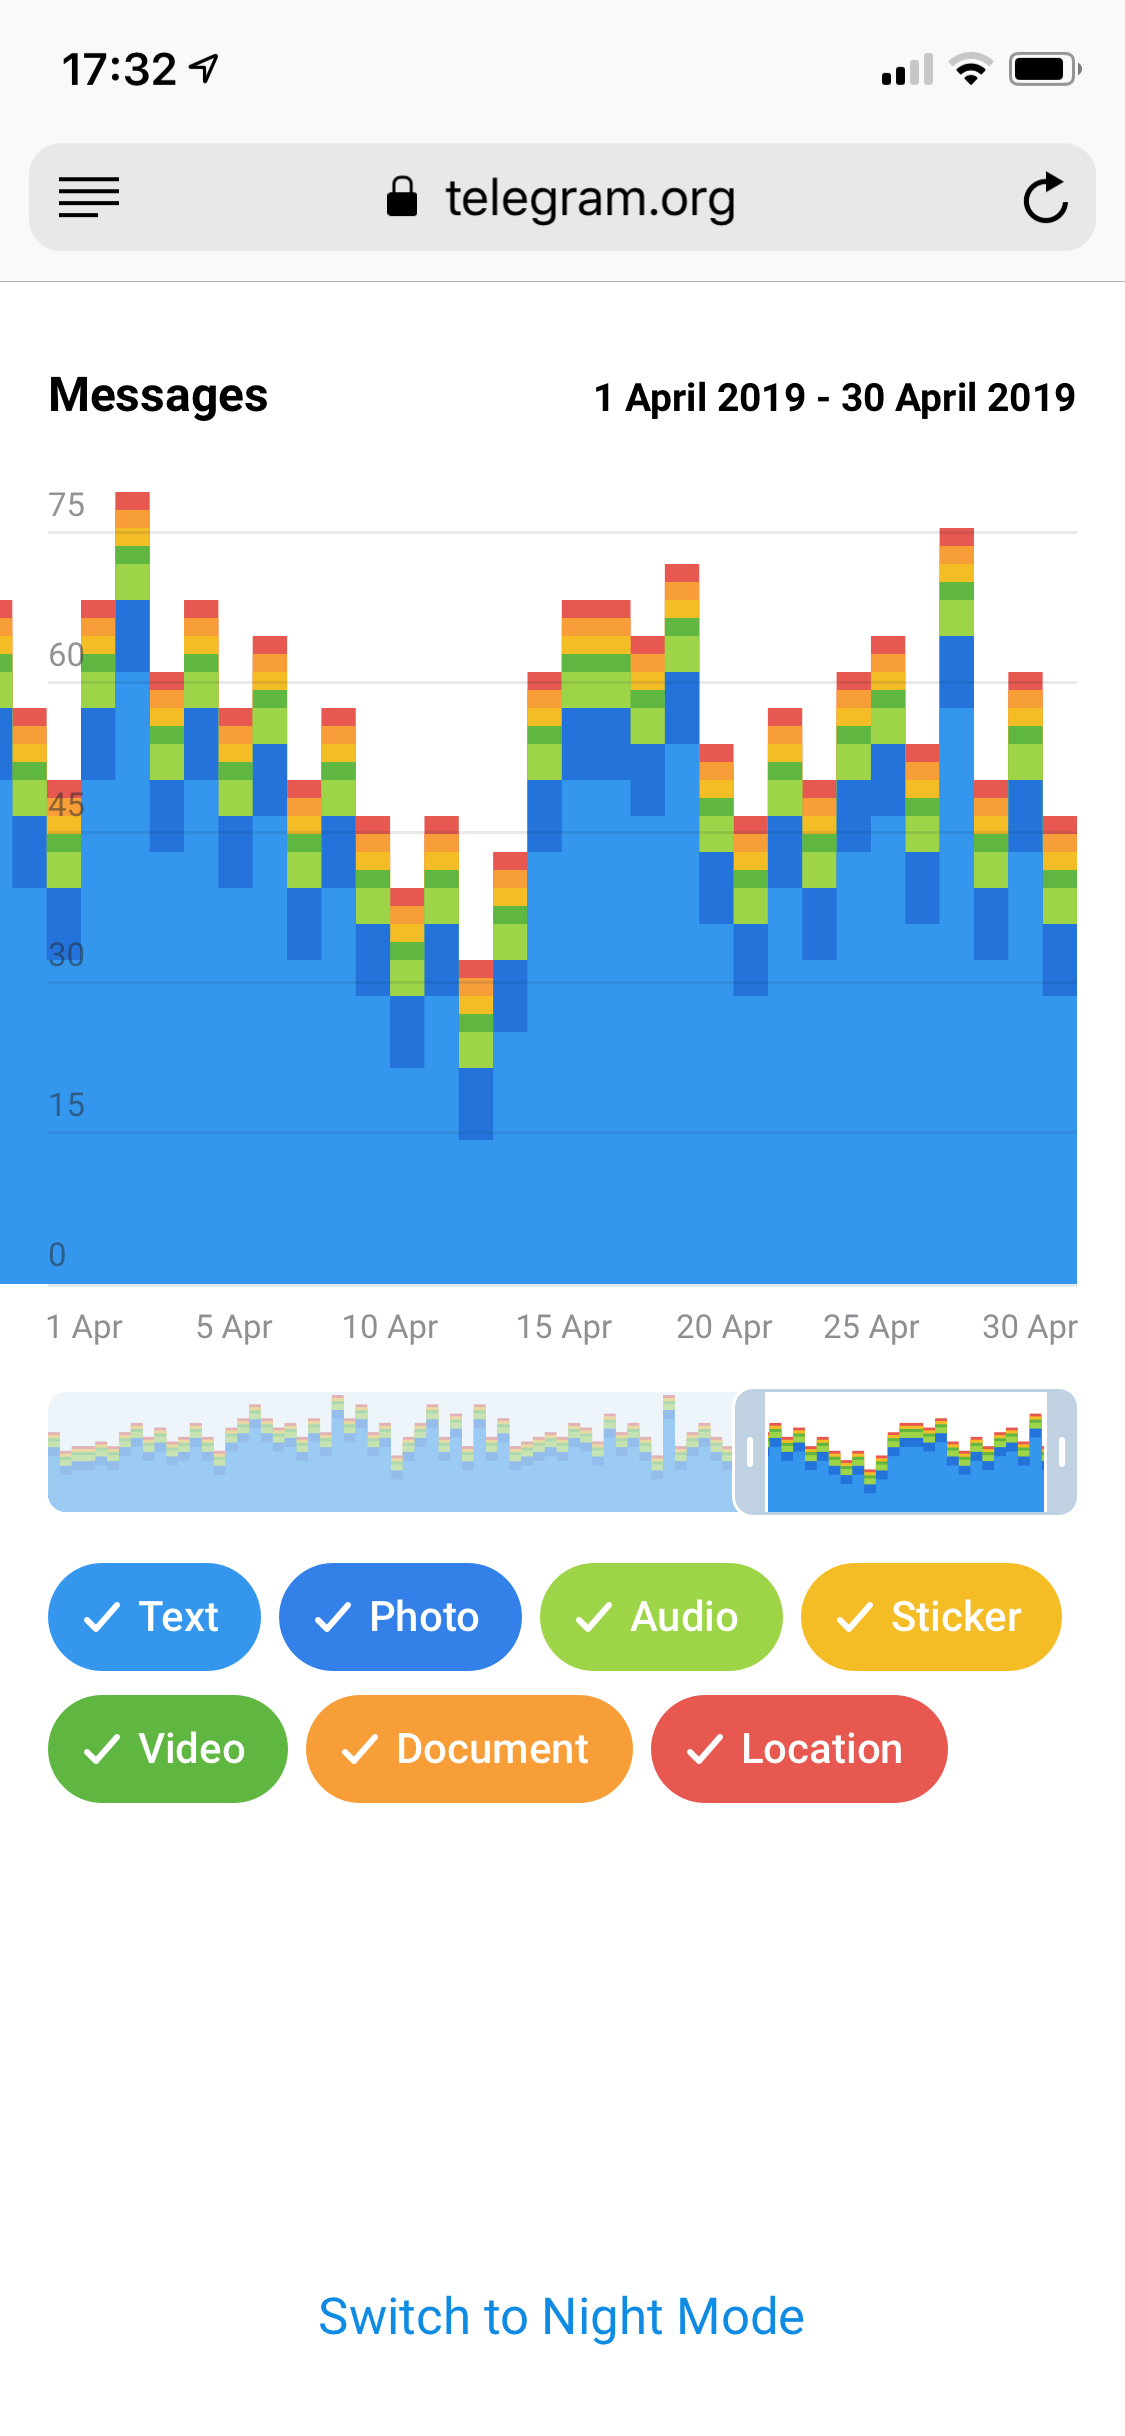 17:32
telegram.org
Messages
1 April 2019 - 30 April 2019
75
60
45
30
15
0
1 Apr 5 Apr 10 Apr 15 Apr 20 Apr 25 Apr 30 Apr
Text Photo Audio Sticker
Video Document Location
Switch to Night Mode